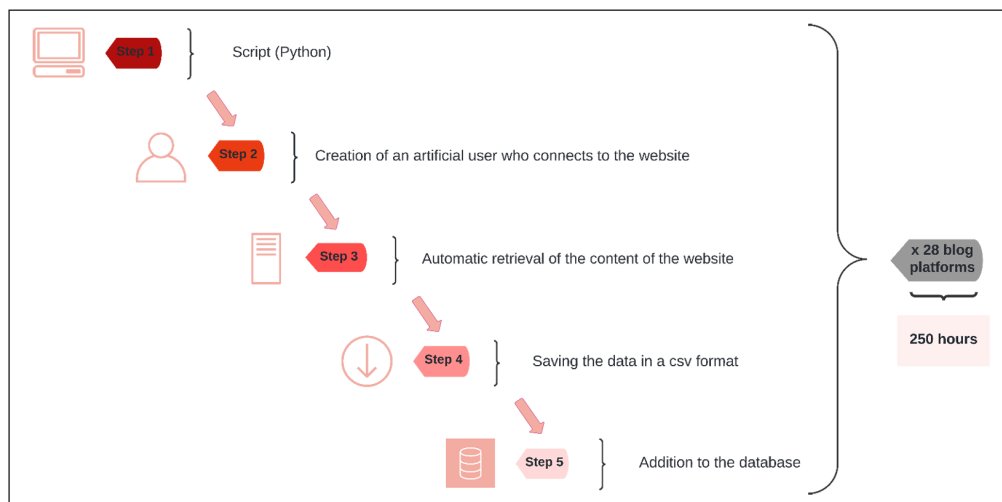 Step 1
Script (Python)
Step 2
Creation of an artificial user who connects to the website
Step 3
Automatic retrieval of the content of the website
x 28 blog
platforms
250 hours
Step 4
Saving the data in a csv format
Step 5
Addition to the database